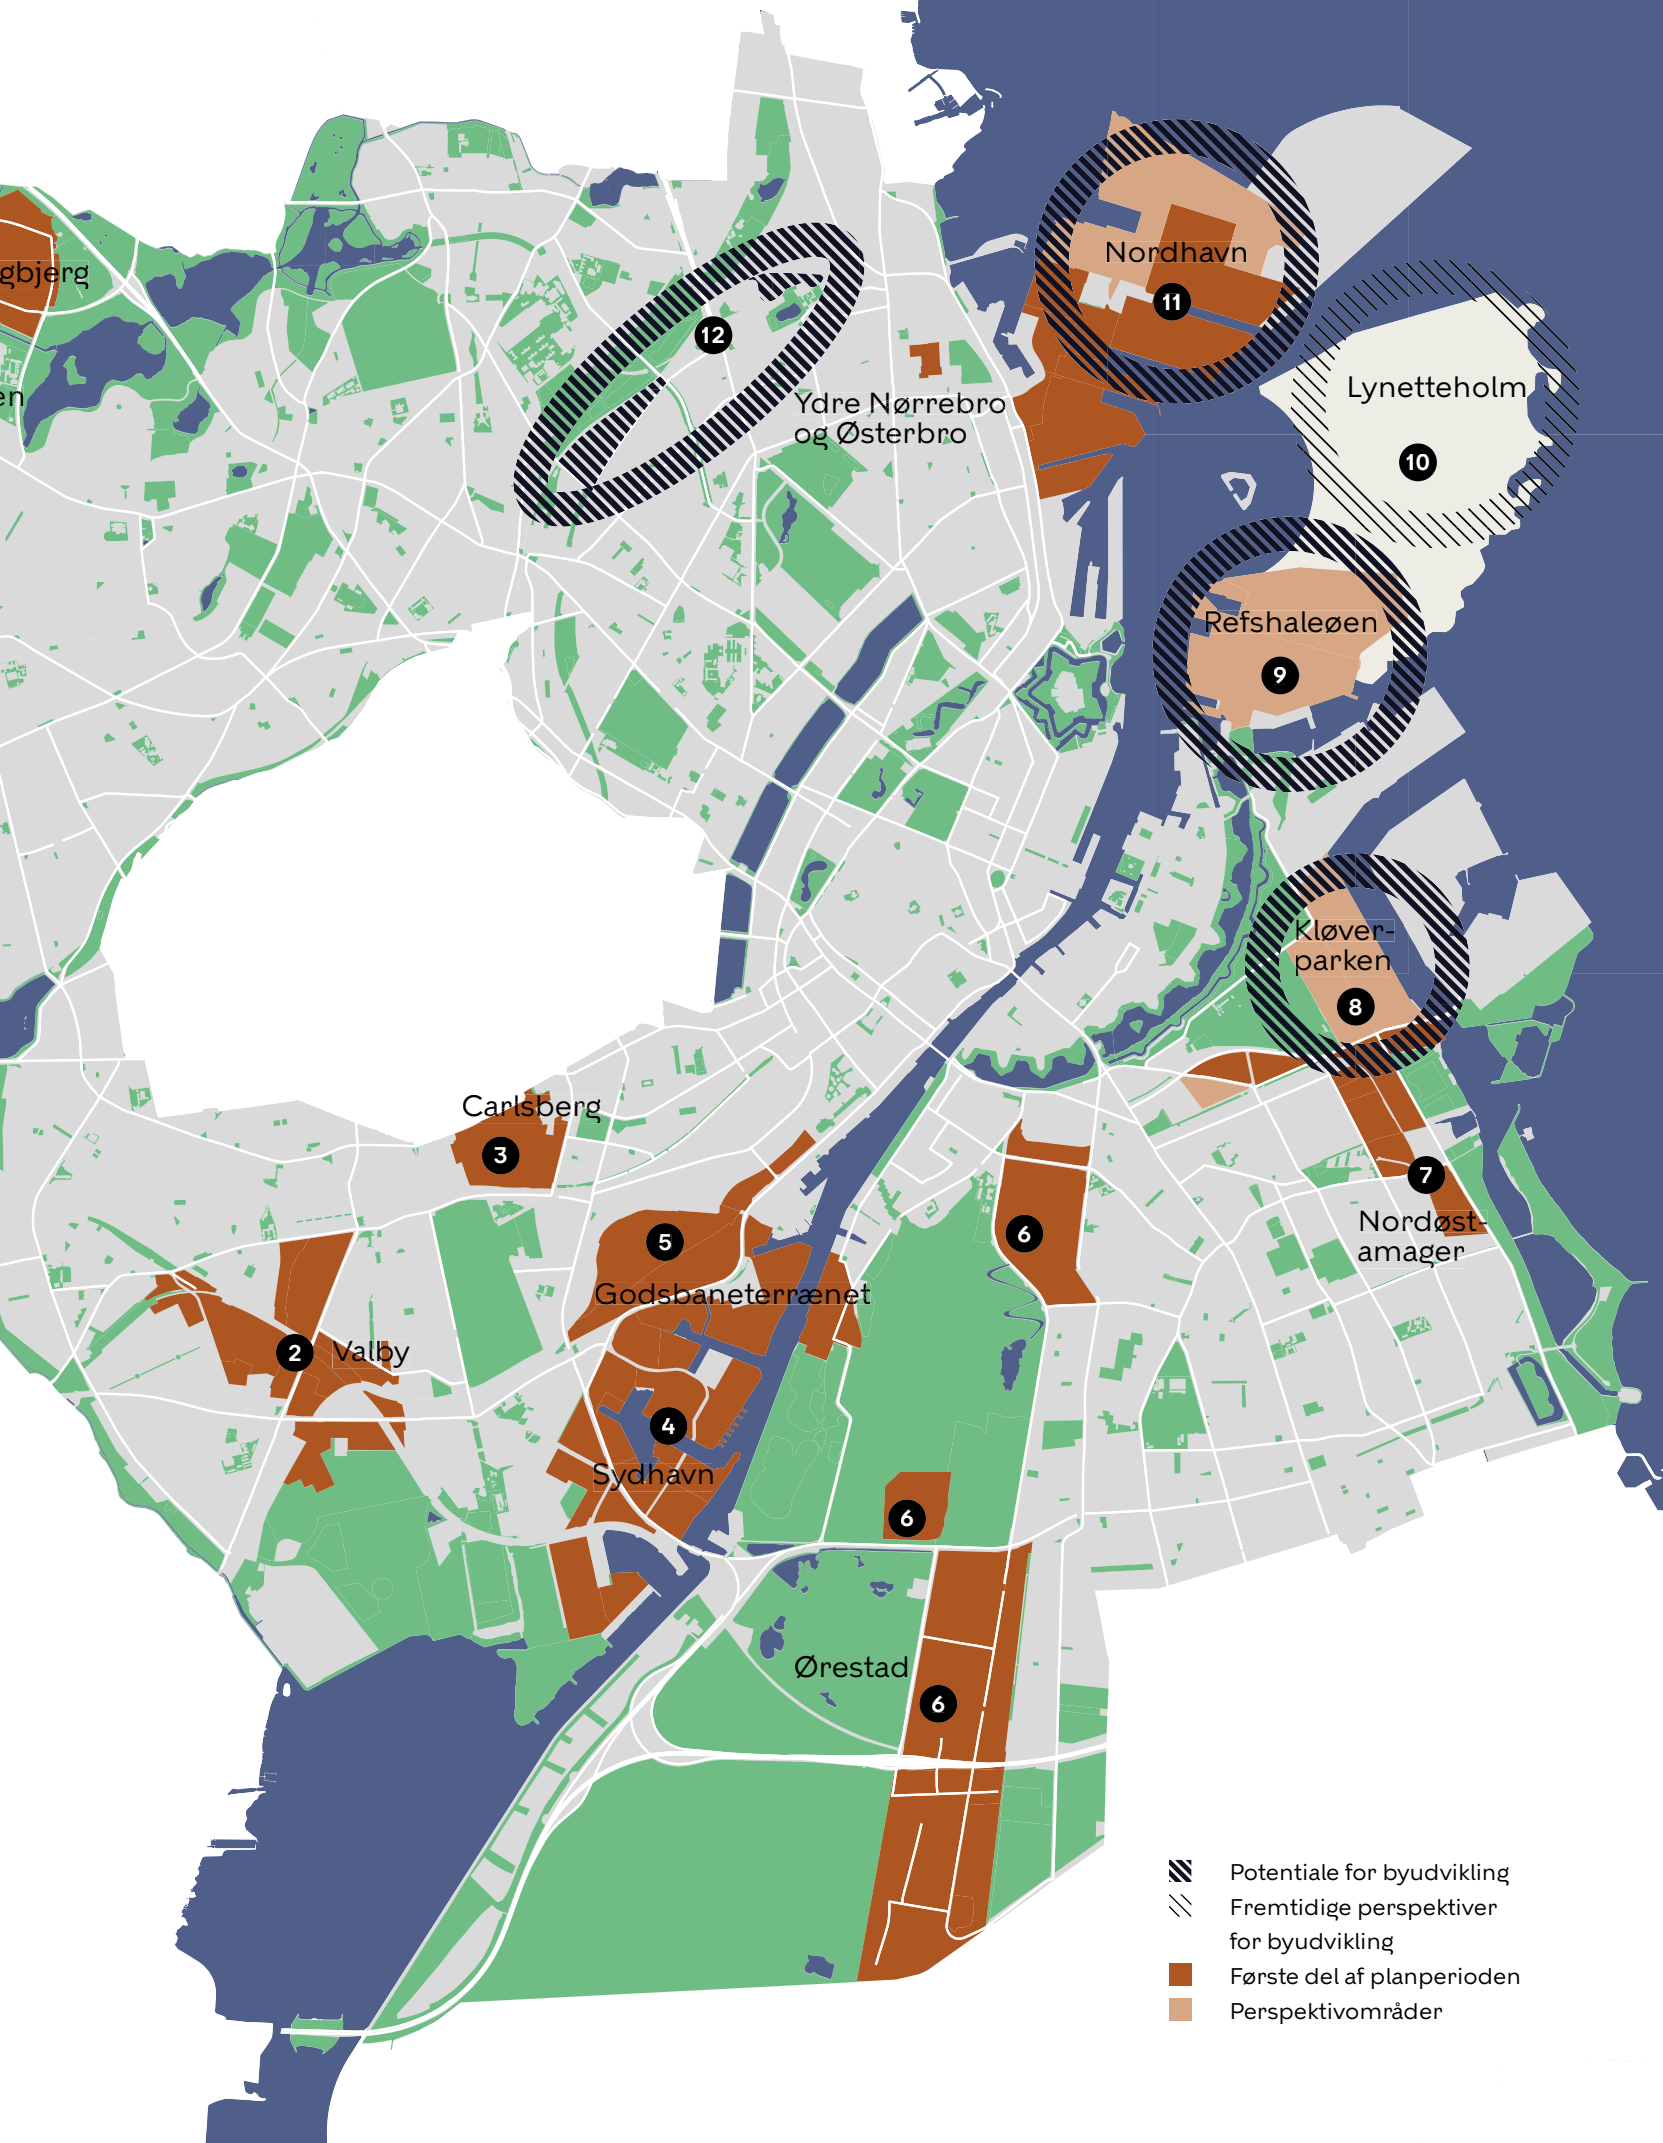 Nordhavn
11
gbjerg
12
Lynetteholm
10
en
Ydre Nørrebro
og Østerbro
Refshaleøen
9
Kløver-
parken
8
Carlsberg
3
7
Nordøst-
amager
6
5
Godsbaneterrænet
2
Valby
4
Sydhavn
6
Ørestad
6
Potentiale for byudvikling
Fremtidige perspektiver
for byudvikling
Første del af planperioden
Perspektivområder